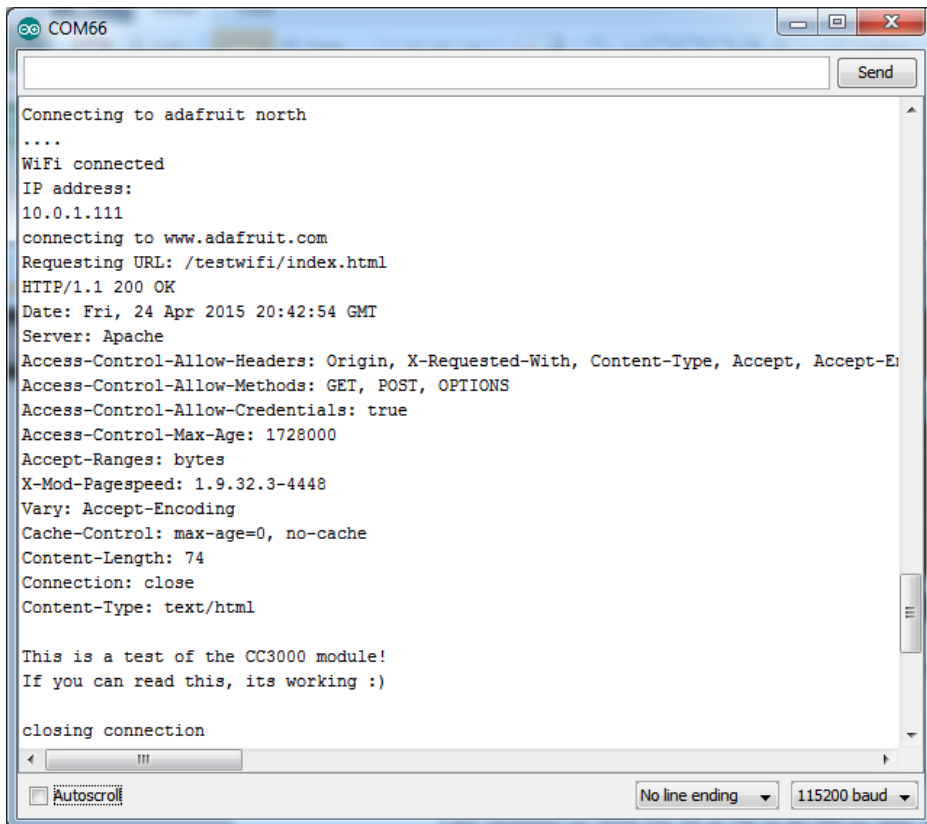 COM66
Send
Connecting to adafruit north
....
WiFi connected
IP address:
10.0.1.111
connecting to www.adafruit.com
Requesting URL: /testwifi/index.html
HTTP/1.1 200 OK
Date: Fri, 24 Apr 2015 20:42:54 GMT
Server: Apache
Access-Control-Allow-Headers: Origin, X-Requested-With, Content-Type, Accept, Accept-En
Access-Control-Allow-Methods: GET, POST, OPTIONS
Access-Control-Allow-Credentials: true
Access-Control-Max-Age: 1728000
Accept-Ranges: bytes
X-Mod-Pagespeed: 1.9.32.3-4448
Vary: Accept-Encoding
Cache-Control: max-age=0, no-cache
Content-Length: 74
Connection: close
Content-Type: text/html
This is a test of the CC3000 module!
If you can read this, its working :)
closing connection
Autoscroll No line ending 115200 baud